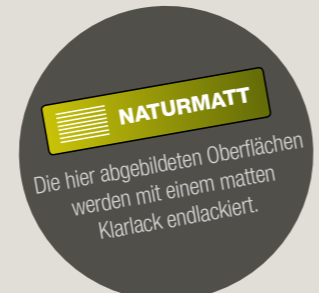 NATURMATT
Die hier abgebildeten Oberflächen
werden mit einem matten
Klarlack endlackiert.